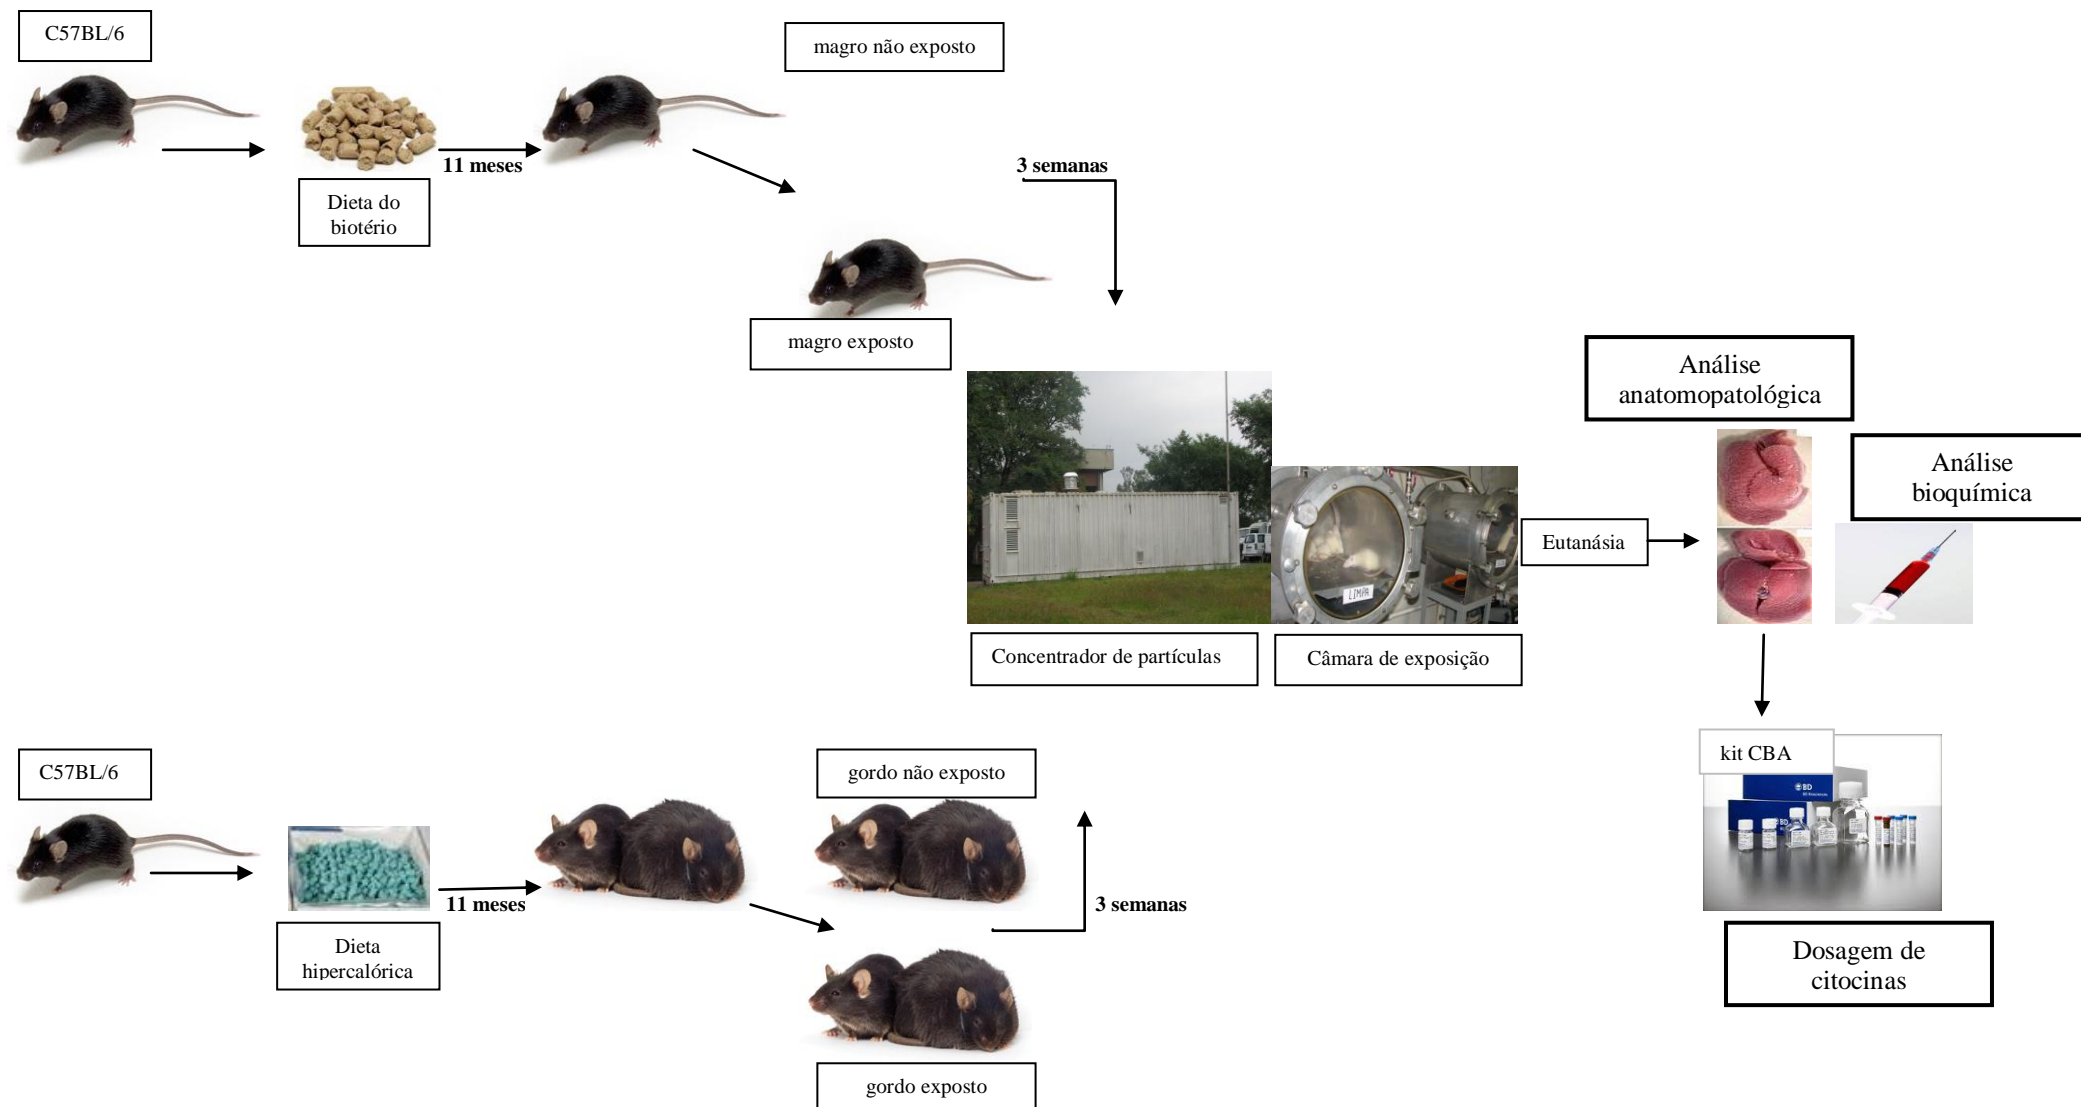 C57BL/6
magro não exposto
11 meses
3 semanas
Dieta do
biotério
magro exposto
Análise
anatomopatológica
Análise
bioquímica
Eutanásia
LIMPA
Concentrador de partículas
Câmara de exposição
C57BL/6
gordo não exposto
kit CBA
BD
11 meses
3 semanas
Dieta
hipercalórica
Dosagem de
citocinas
gordo exposto